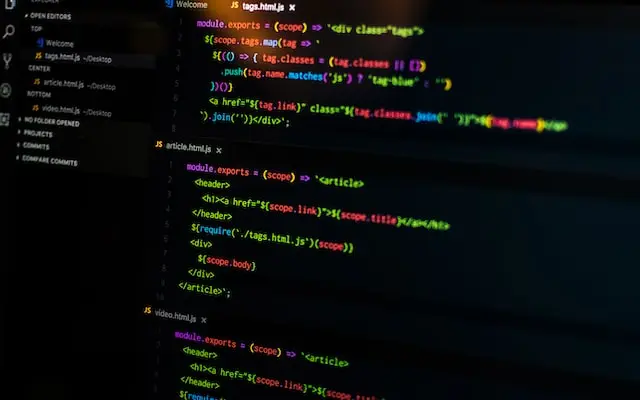 OPEN EDITORS
TOP
Welcome
JS tags.html.js ~/Desktop
CENTER
JS article.html.js ~/Desktop
BOTTOM
JS video.html.js ~/Desktop
NO FOLDER OPENED
PROJECTS
COMMITS
COMPARE COMMITS
Welcome
JS tags.html.js ×
module.exports = (scope) => `<div class="tags">
${scope.tags.map(tag => `
${(() => { tag.classes = (tag.classes || [])
.push(tag.name.matches('js') ? 'tag-blue' : '')
})()}
<a href="${tag.link}" class="${tag.classes.join(' ')}">${tag.name}</a>
`).join('')}</div>`;
JS article.html.js ×
module.exports = (scope) => `<article>
<header>
<h1><a href="${scope.link}">${scope.title}</a></h1>
</header>
${require('./tags.html.js')(scope)}
<div>
${scope.body}
</div>
</article>`;
JS video.html.js ×
module.exports = (scope) => `<article>
<header>
<h1><a href="${scope.link}">${scope.title
</header>
${require('